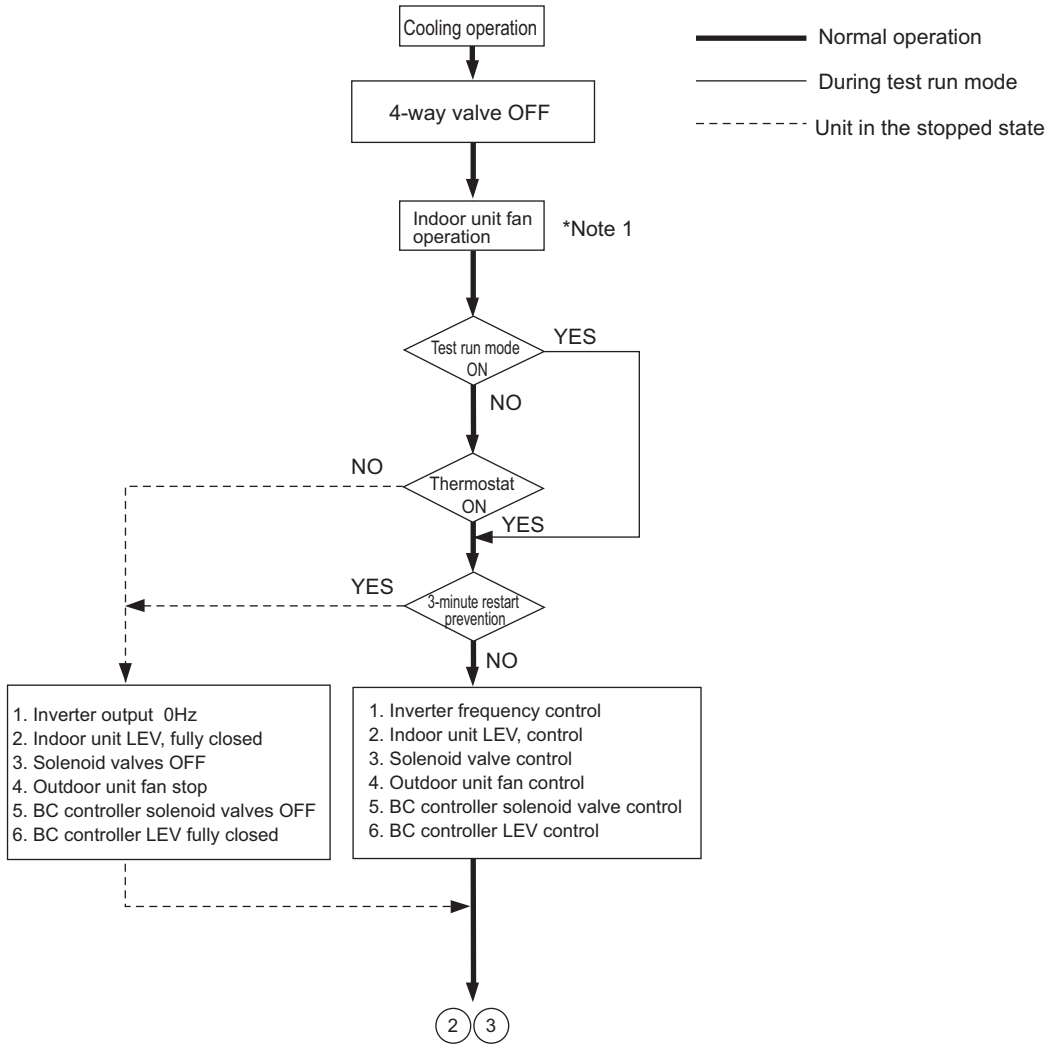 Cooling operation
Normal operation
During test run mode
Unit in the stopped state
4-way valve OFF
Indoor unit fan
operation
*Note 1
Test run mode
ON
YES
NO
NO
Thermostat
ON
YES
YES
3-minute restart
prevention
NO
1. Inverter output 0Hz
2. Indoor unit LEV, fully closed
3. Solenoid valves OFF
4. Outdoor unit fan stop
5. BC controller solenoid valves OFF
6. BC controller LEV fully closed
1. Inverter frequency control
2. Indoor unit LEV, control
3. Solenoid valve control
4. Outdoor unit fan control
5. BC controller solenoid valve control
6. BC controller LEV control
2 3